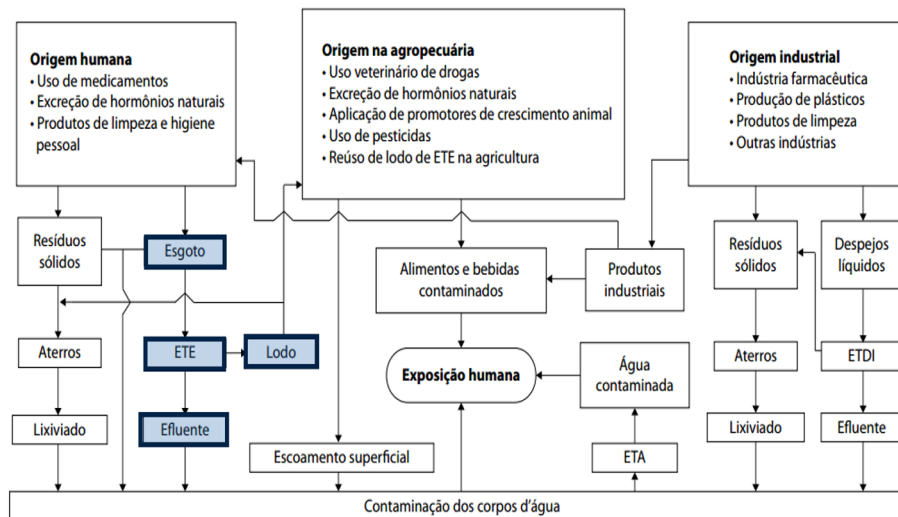 Origem humana
• Uso de medicamentos
• Excreção de hormônios naturais
• Produtos de limpeza e higiene
pessoal
Origem na agropecuária
• Uso veterinário de drogas
• Excreção de hormônios naturais
• Aplicação de promotores de crescimento animal
• Uso de pesticidas
• Reúso de lodo de ETE na agricultura
Origem industrial
• Indústria farmacêutica
• Produção de plásticos
• Produtos de limpeza
• Outras indústrias
Resíduos
sólidos
Esgoto
Alimentos e bebidas
contaminados
Produtos
industriais
Resíduos
sólidos
Despejos
líquidos
Aterros
ETE
Lodo
Exposição humana
Água
contaminada
Aterros
ETDI
Lixiviado
Efluente
Escoamento superficial
ETA
Lixiviado
Efluente
Contaminação dos corpos d'água